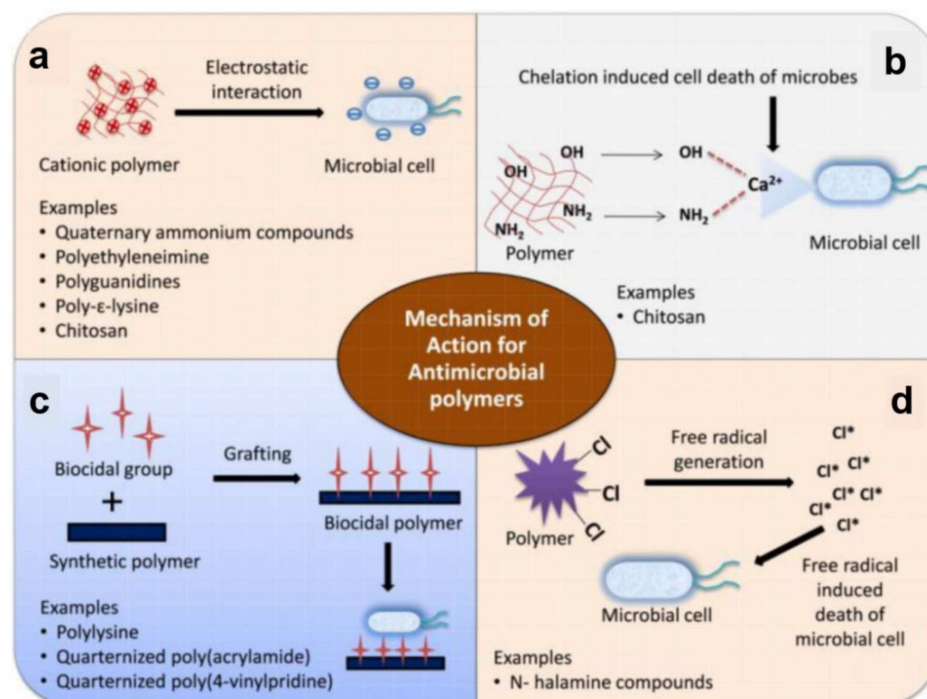 a
Electrostatic
interaction
Cationic polymer
Microbial cell
Examples
• Quaternary ammonium compounds
• Polyethyleneimine
• Polyguanidines
• Poly-ε-lysine
• Chitosan
b
Chelation induced cell death of microbes
OH
OH
OH
Ca²⁺
NH₂
NH₂
NH₂
Polymer
Microbial cell
Examples
• Chitosan
Mechanism of
Action for
Antimicrobial
polymers
c
Biocidal group
+
Synthetic polymer
Grafting
Biocidal polymer
Examples
• Polylysine
• Quarternized poly(acrylamide)
• Quarternized poly(4-vinylpridine)
d
Cl
Cl
Cl
Polymer
Free radical
generation
Cl*
Cl* Cl*
Cl* Cl*
Cl*
Cl*
Microbial cell
Free radical
induced
death of
microbial cell
Examples
• N- halamine compounds